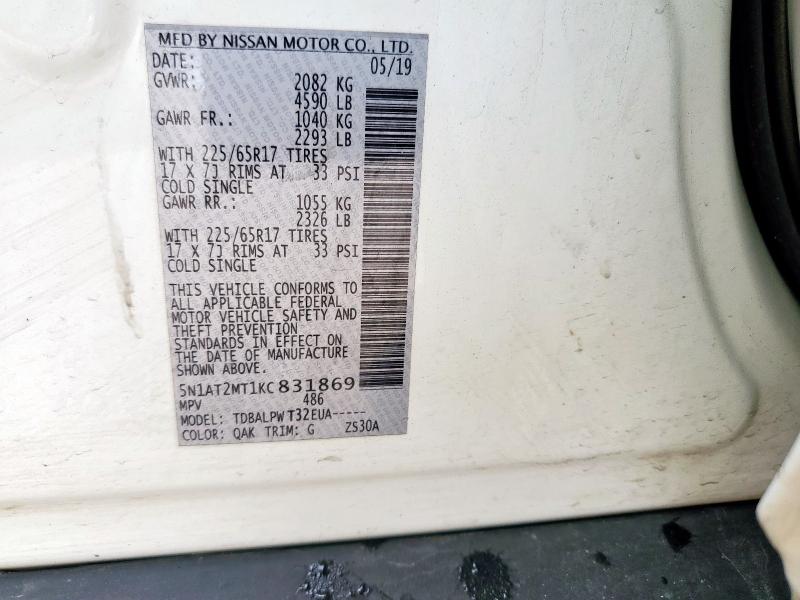 MFD BY NISSAN MOTOR CO., LTD.
DATE: 05/19
GVWR: 2082 KG
4590 LB
GAWR FR.: 1040 KG
2293 LB
WITH 225/65R17 TIRES
17 X 7J RIMS AT 33 PSI
COLD SINGLE
GAWR RR.: 1055 KG
2326 LB
WITH 225/65R17 TIRES
17 X 7J RIMS AT 33 PSI
COLD SINGLE
THIS VEHICLE CONFORMS TO
ALL APPLICABLE FEDERAL
MOTOR VEHICLE SAFETY AND
THEFT PREVENTION
STANDARDS IN EFFECT ON
THE DATE OF MANUFACTURE
SHOWN ABOVE.
5N1AT2MT1KC831869
MPV 486
MODEL: TDBALPWT32EUA-----
COLOR: QAK TRIM: G ZS30A